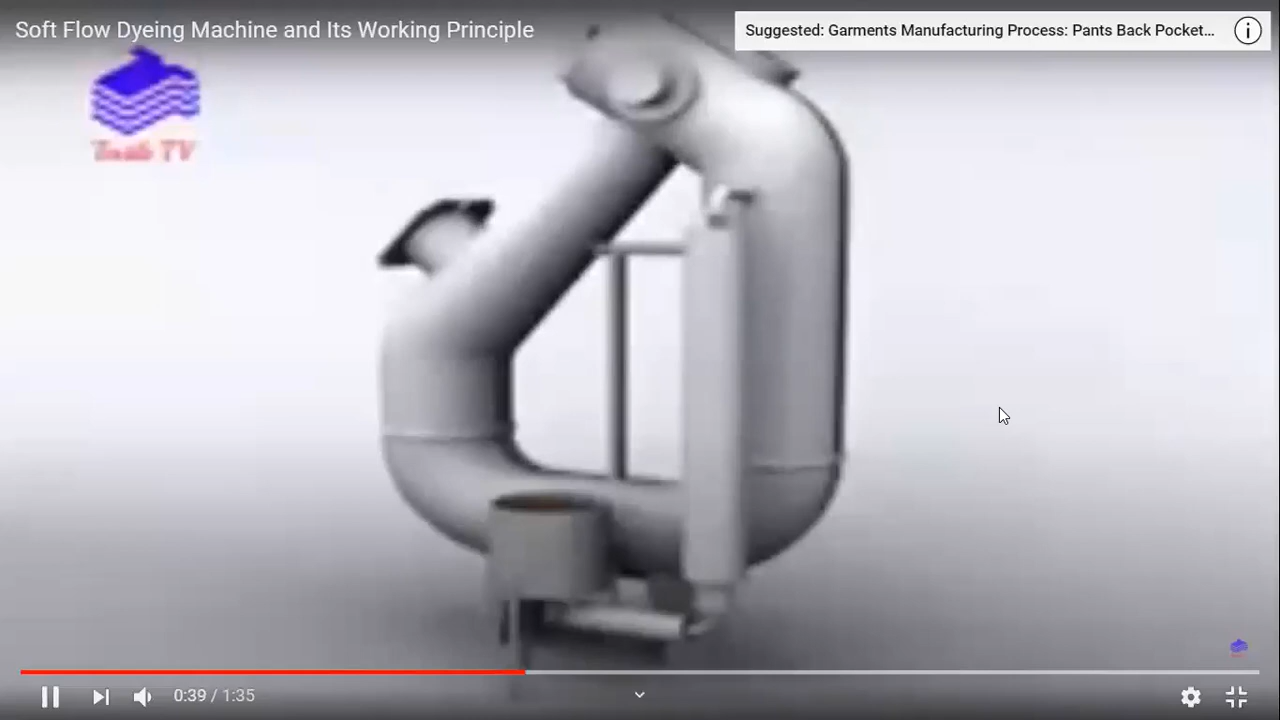 Soft Flow Dyeing Machine and Its Working Principle
Suggested: Garments Manufacturing Process: Pants Back Pocket...
TV
0:39 / 1:35